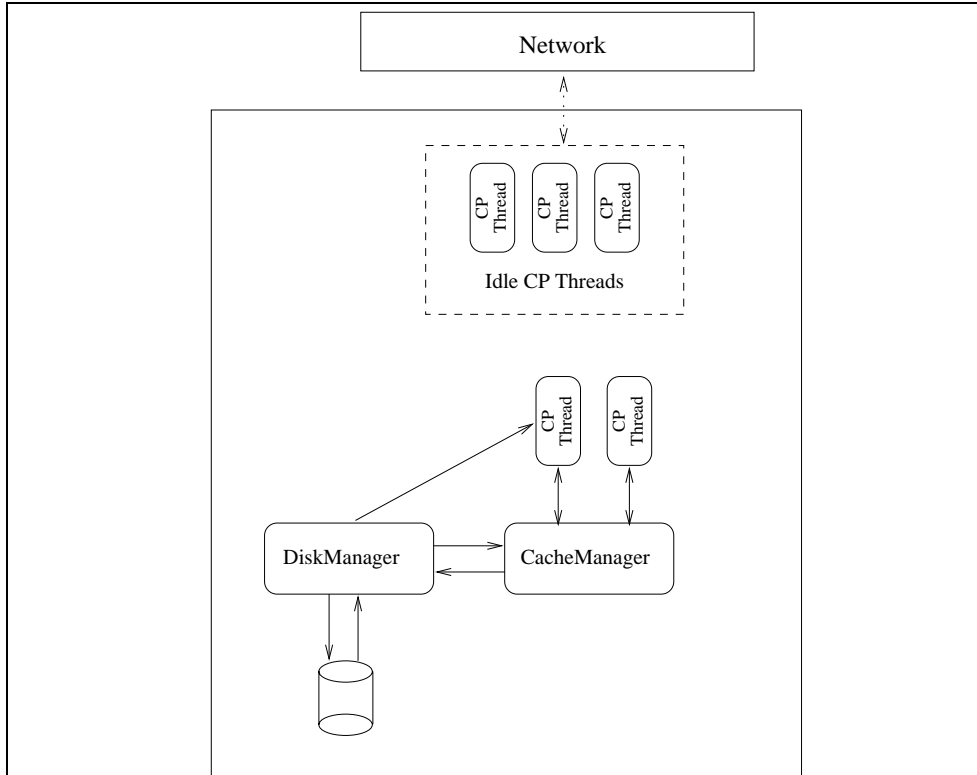 Network
CP
Thread
CP
Thread
CP
Thread
Idle CP Threads
CP
Thread
CP
Thread
DiskManager
CacheManager